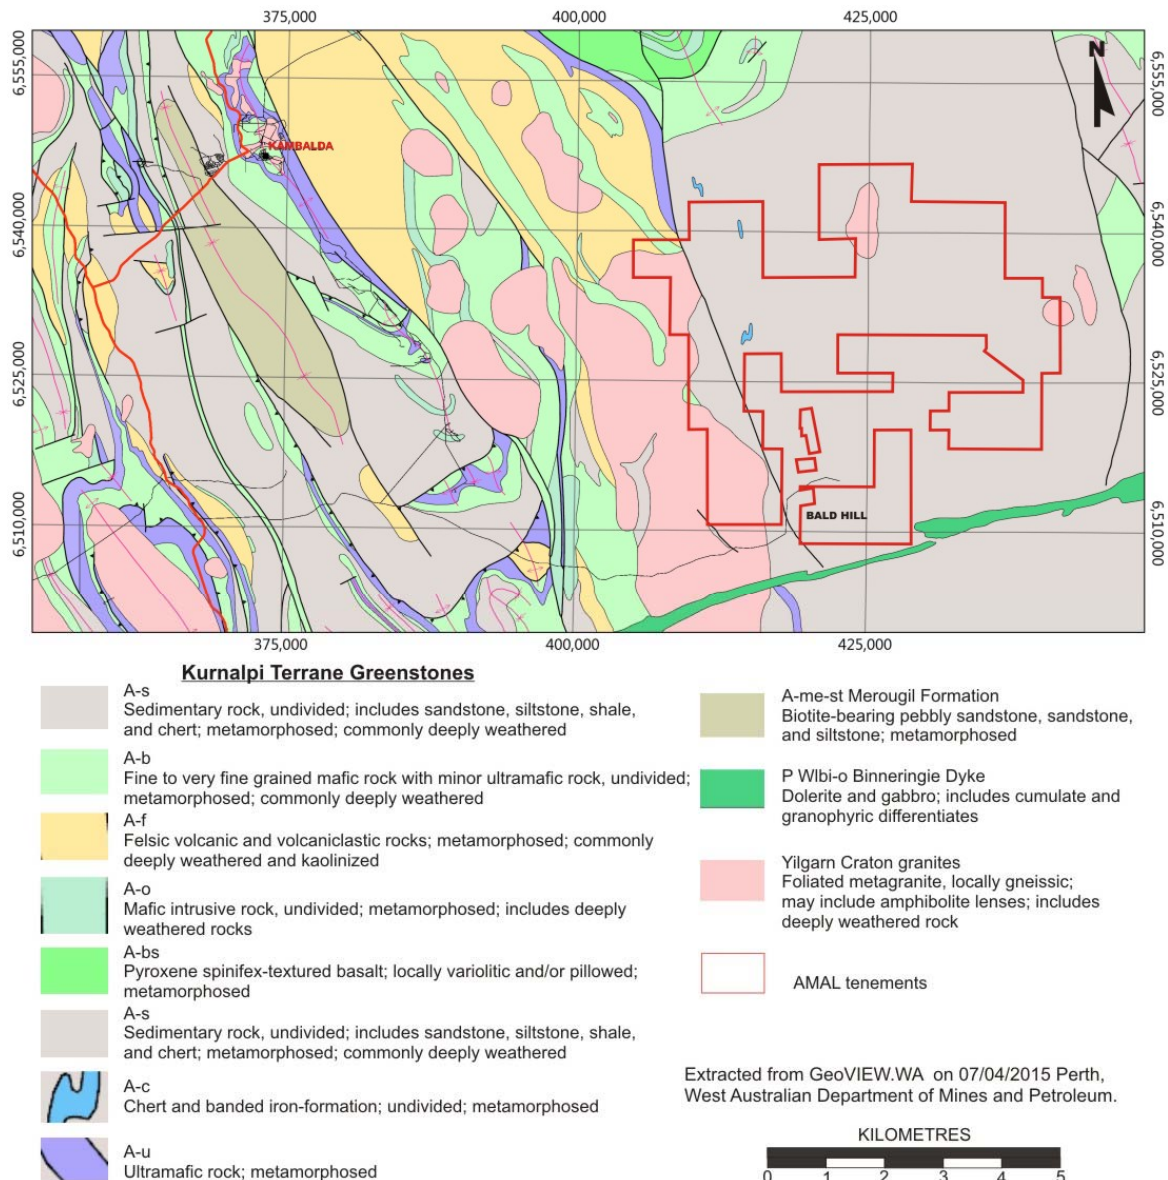 375,000 400,000 425,000
6,555,000 6,555,000
N
KAMBALDA
6,540,000 6,540,000
6,525,000 6,525,000
BALD HILL
6,510,000 6,510,000
375,000 400,000 425,000
Kurnalpi Terrane Greenstones
A-s
Sedimentary rock, undivided; includes sandstone, siltstone, shale,
and chert; metamorphosed; commonly deeply weathered
A-b
Fine to very fine grained mafic rock with minor ultramafic rock, undivided;
metamorphosed; commonly deeply weathered
A-f
Felsic volcanic and volcaniclastic rocks; metamorphosed; commonly
deeply weathered and kaolinized
A-o
Mafic intrusive rock, undivided; metamorphosed; includes deeply
weathered rocks
A-bs
Pyroxene spinifex-textured basalt; locally variolitic and/or pillowed;
metamorphosed
A-s
Sedimentary rock, undivided; includes sandstone, siltstone, shale,
and chert; metamorphosed; commonly deeply weathered
A-c
Chert and banded iron-formation; undivided; metamorphosed
A-u
Ultramafic rock; metamorphosed
A-me-st Merougil Formation
Biotite-bearing pebbly sandstone, sandstone,
and siltstone; metamorphosed
P Wlbi-o Binneringie Dyke
Dolerite and gabbro; includes cumulate and
granophyric differentiates
Yilgarn Craton granites
Foliated metagranite, locally gneissic;
may include amphibolite lenses; includes
deeply weathered rock
AMAL tenements
Extracted from GeoVIEW.WA on 07/04/2015 Perth,
West Australian Department of Mines and Petroleum.
KILOMETRES
0 1 2 3 4 5